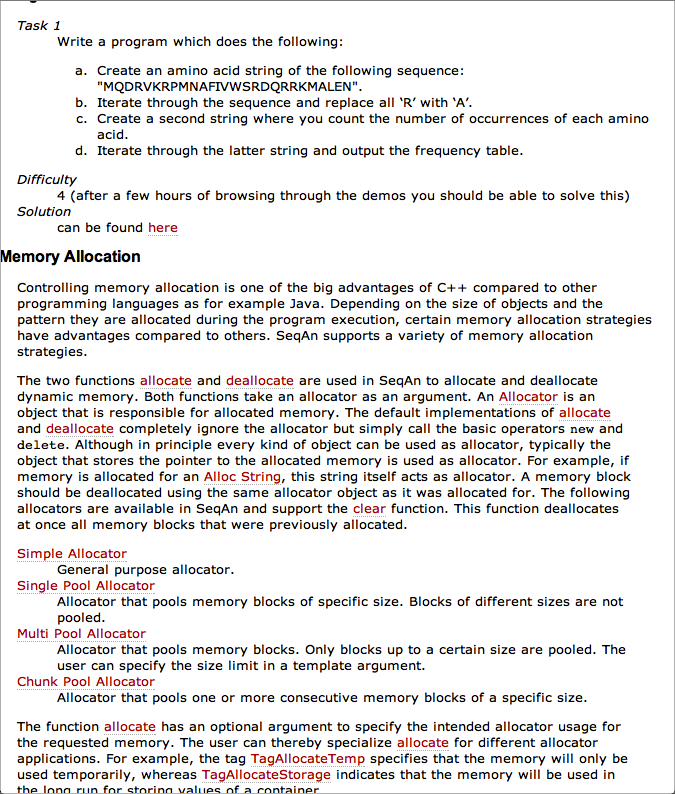 Task 1
Write a program which does the following:
a. Create an amino acid string of the following sequence:
"MQDRVKRPMNAFIVWSRDQRRKMALEN".
b. Iterate through the sequence and replace all ‘R’ with ‘A’.
c. Create a second string where you count the number of occurrences of each amino
acid.
d. Iterate through the latter string and output the frequency table.
Difficulty
4 (after a few hours of browsing through the demos you should be able to solve this)
Solution
can be found here
Memory Allocation
Controlling memory allocation is one of the big advantages of C++ compared to other
programming languages as for example Java. Depending on the size of objects and the
pattern they are allocated during the program execution, certain memory allocation strategies
have advantages compared to others. SeqAn supports a variety of memory allocation
strategies.
The two functions allocate and deallocate are used in SeqAn to allocate and deallocate
dynamic memory. Both functions take an allocator as an argument. An Allocator is an
object that is responsible for allocated memory. The default implementations of allocate
and deallocate completely ignore the allocator but simply call the basic operators new and
delete. Although in principle every kind of object can be used as allocator, typically the
object that stores the pointer to the allocated memory is used as allocator. For example, if
memory is allocated for an Alloc String, this string itself acts as allocator. A memory block
should be deallocated using the same allocator object as it was allocated for. The following
allocators are available in SeqAn and support the clear function. This function deallocates
at once all memory blocks that were previously allocated.
Simple Allocator
General purpose allocator.
Single Pool Allocator
Allocator that pools memory blocks of specific size. Blocks of different sizes are not
pooled.
Multi Pool Allocator
Allocator that pools memory blocks. Only blocks up to a certain size are pooled. The
user can specify the size limit in a template argument.
Chunk Pool Allocator
Allocator that pools one or more consecutive memory blocks of a specific size.
The function allocate has an optional argument to specify the intended allocator usage for
the requested memory. The user can thereby specialize allocate for different allocator
applications. For example, the tag TagAllocateTemp specifies that the memory will only be
used temporarily, whereas TagAllocateStorage indicates that the memory will be used in
the long run for storing values of a container.